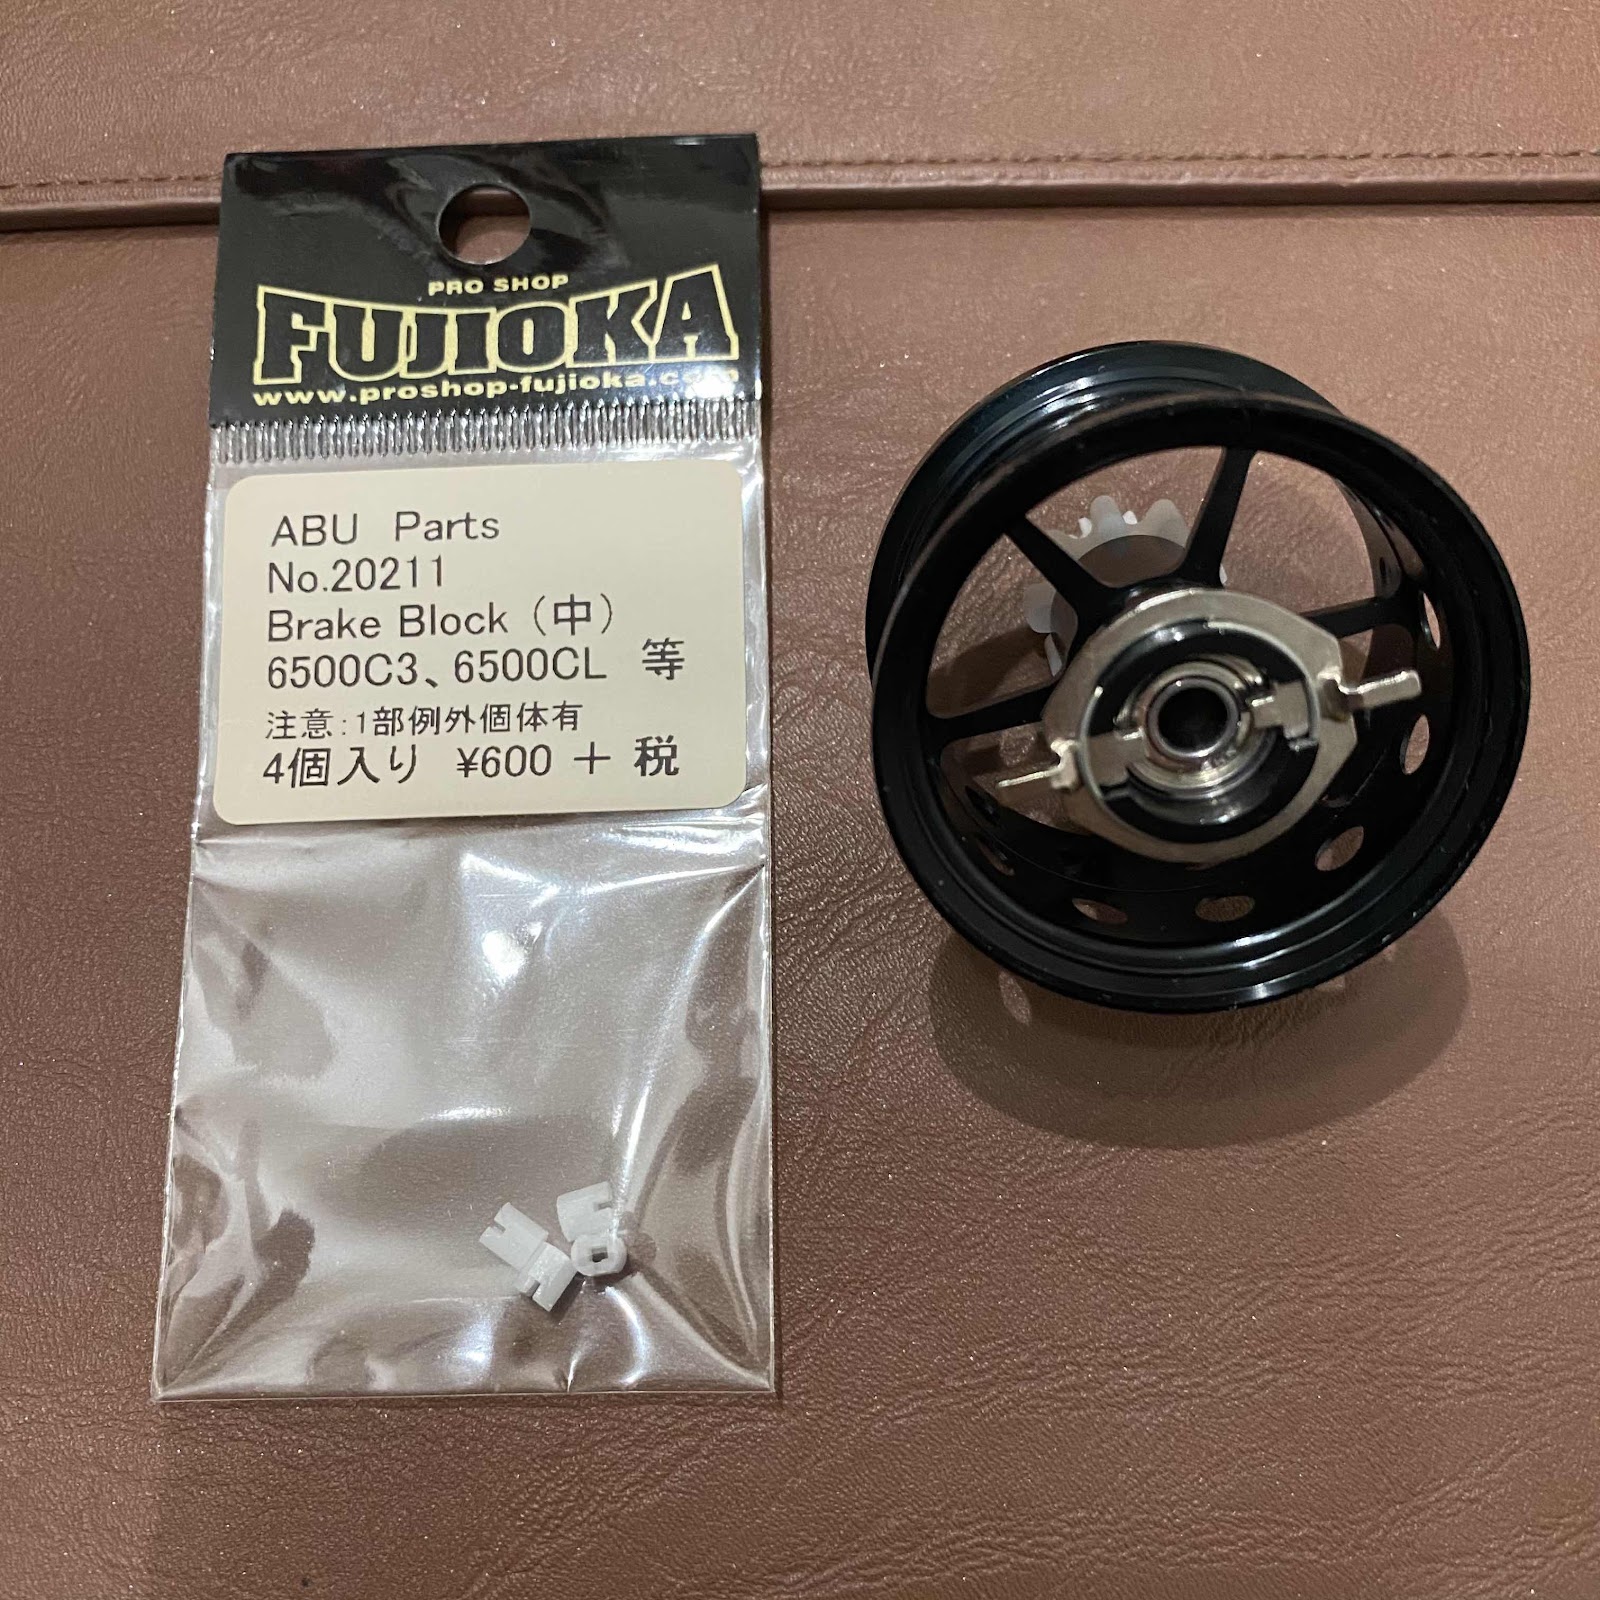 PRO SHOP
FUJIOKA
www.proshop-fujioka.com
ABU Parts
No.20211
Brake Block（中）
6500C3、6500CL 等
注意：1部例外個体有
4個入り ¥600 ＋ 税